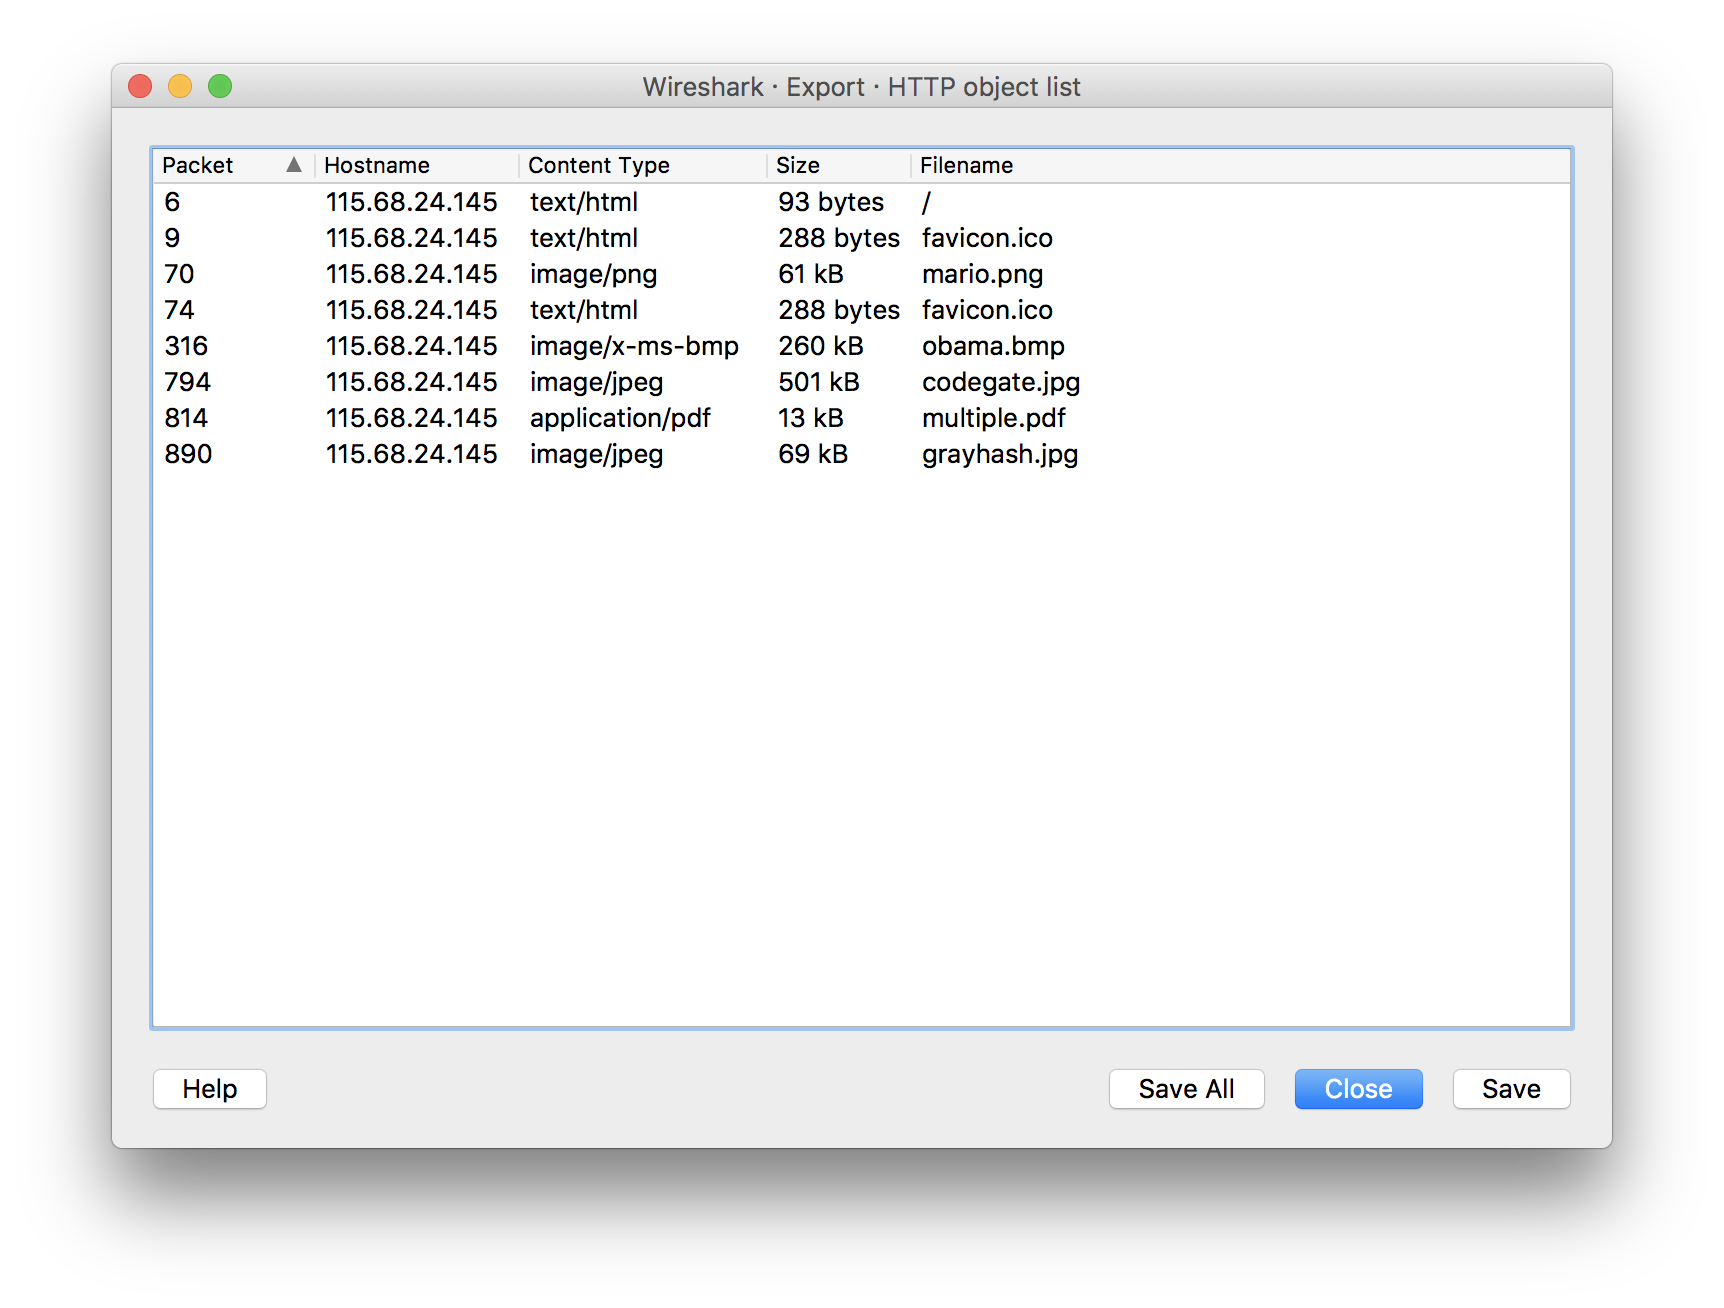 Wireshark · Export · HTTP object list
Packet Hostname Content Type Size Filename
6 115.68.24.145 text/html 93 bytes /
9 115.68.24.145 text/html 288 bytes favicon.ico
70 115.68.24.145 image/png 61 kB mario.png
74 115.68.24.145 text/html 288 bytes favicon.ico
316 115.68.24.145 image/x-ms-bmp 260 kB obama.bmp
794 115.68.24.145 image/jpeg 501 kB codegate.jpg
814 115.68.24.145 application/pdf 13 kB multiple.pdf
890 115.68.24.145 image/jpeg 69 kB grayhash.jpg
Help Save All Close Save